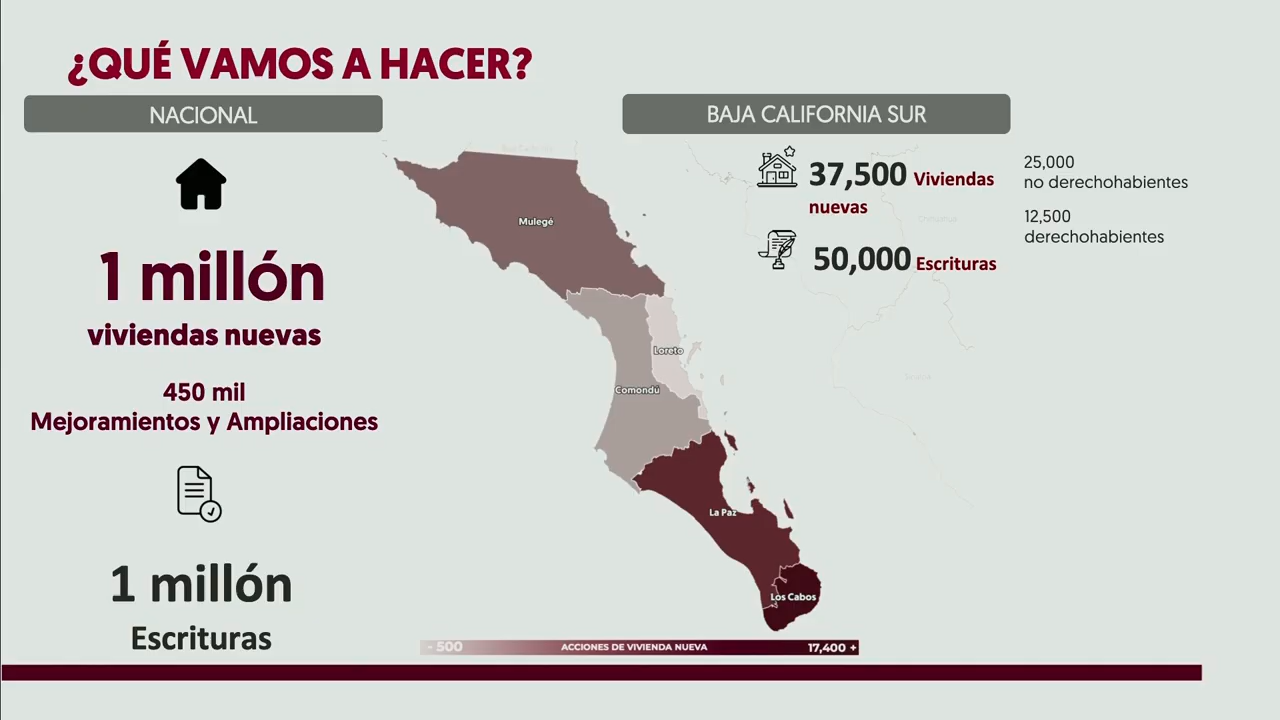 ¿QUÉ VAMOS A HACER?
NACIONAL
1 millón
viviendas nuevas
450 mil
Mejoramientos y Ampliaciones
1 millón
Escrituras
BAJA CALIFORNIA SUR
37,500 Viviendas
nuevas
50,000 Escrituras
25,000
no derechohabientes
12,500
derechohabientes
Mulegé
Loreto
Comondú
La Paz
Los Cabos
- 500 ACCIONES DE VIVIENDA NUEVA 17,400 +